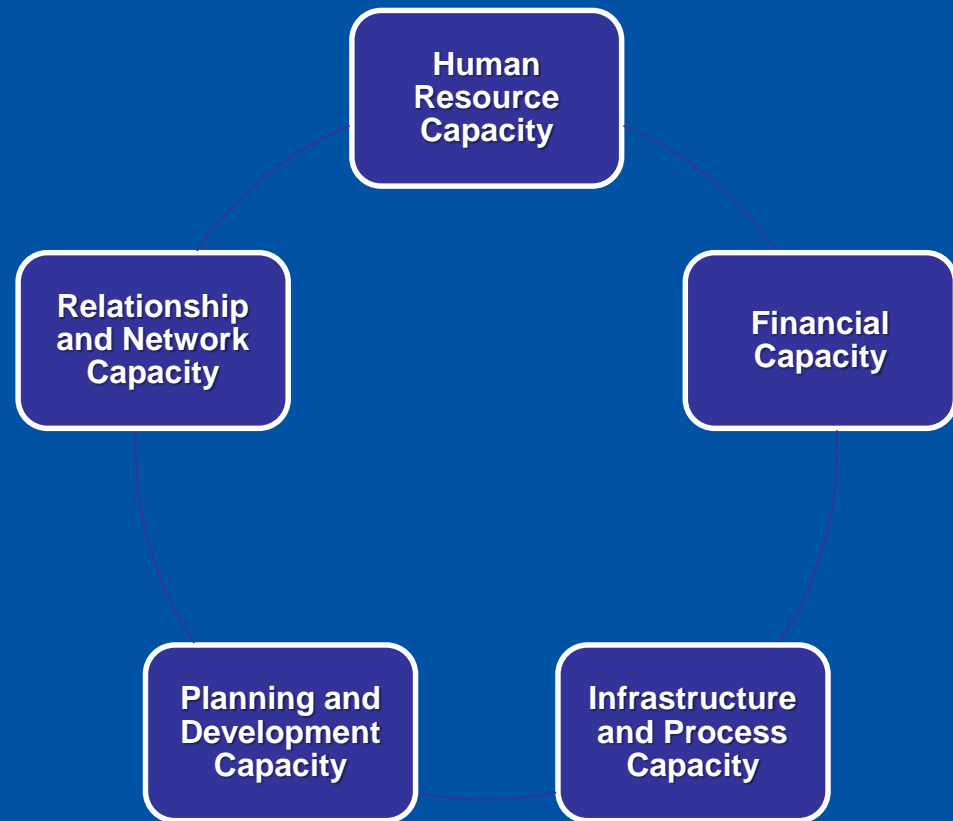 Human
Resource
Capacity
Financial
Capacity
Infrastructure
and Process
Capacity
Planning and
Development
Capacity
Relationship
and Network
Capacity